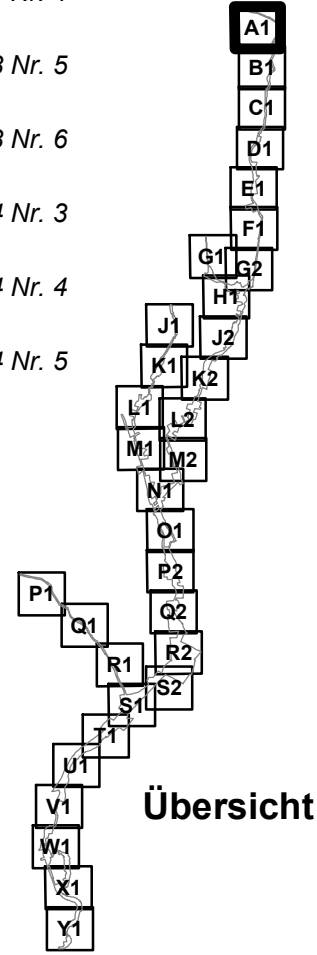 A1
Nr. 5
B1
C1
Nr. 6
D1
E1
Nr. 3
F1
G1
G2
Nr. 4
H1
J1
J2
Nr. 5
K1
K2
L1
L2
M1
M2
N1
O1
P2
P1
Q2
Q1
R2
R1
S2
S1
T1
U1
V1
Übersicht
W1
X1
Y1